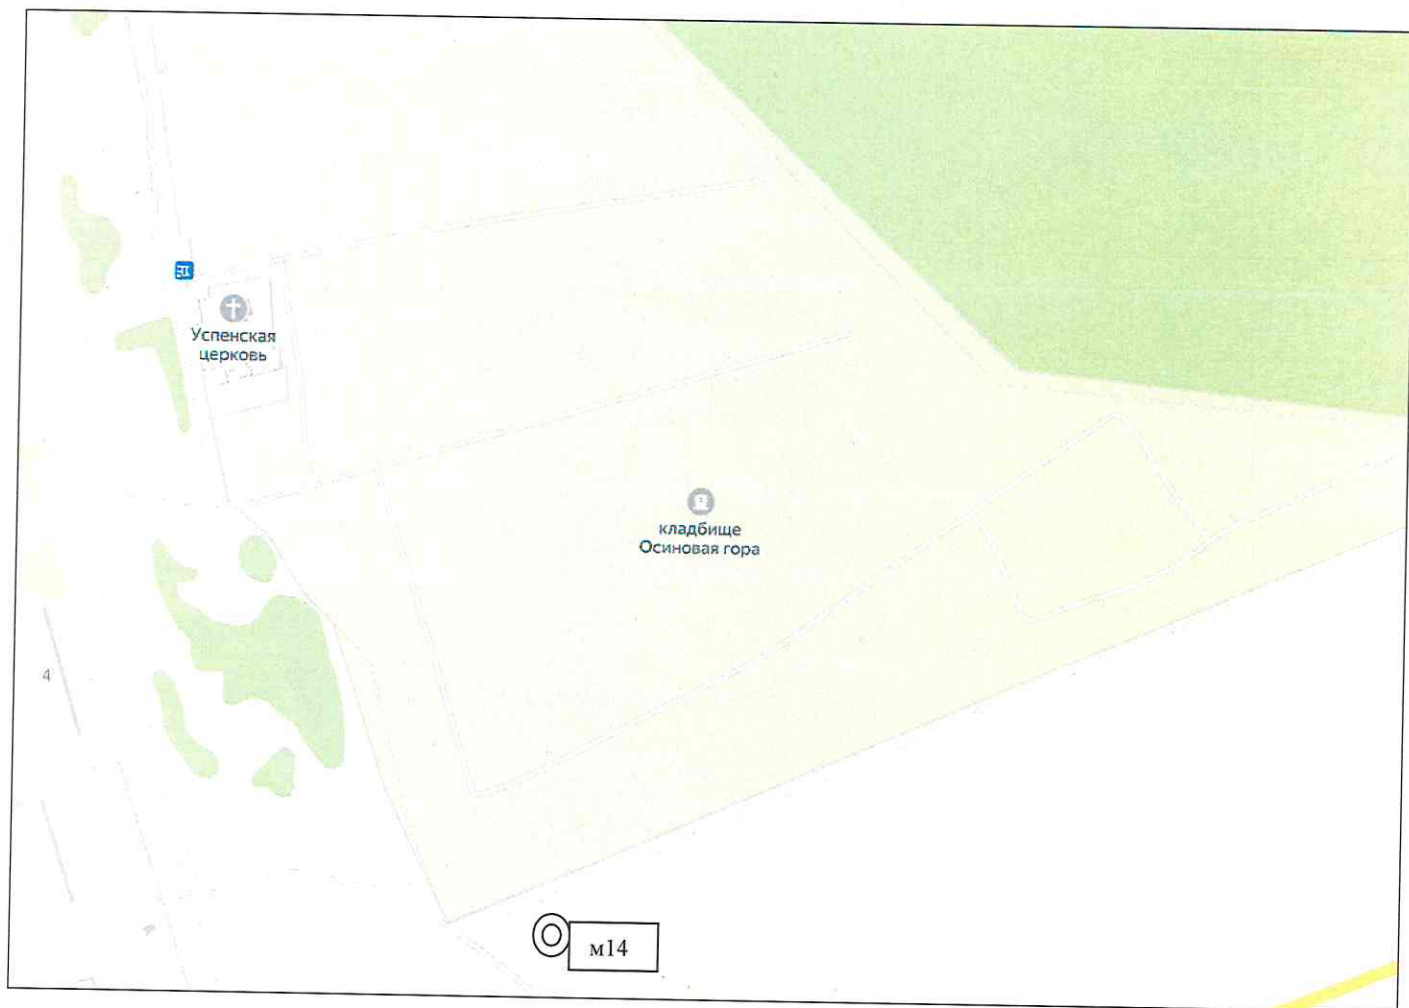 Успенская
церковь
кладбище
Осиновая гора
4
м14